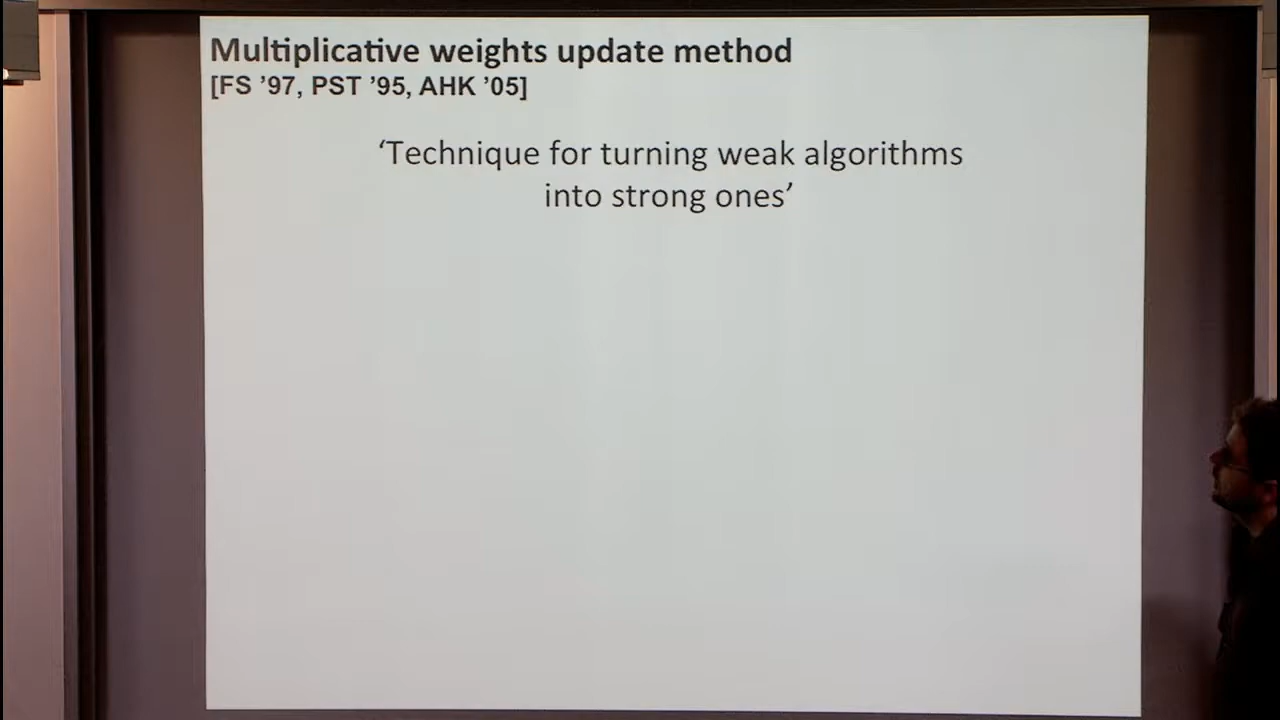 Multiplicative weights update method
[FS ’97, PST ’95, AHK ’05]
‘Technique for turning weak algorithms
into strong ones’